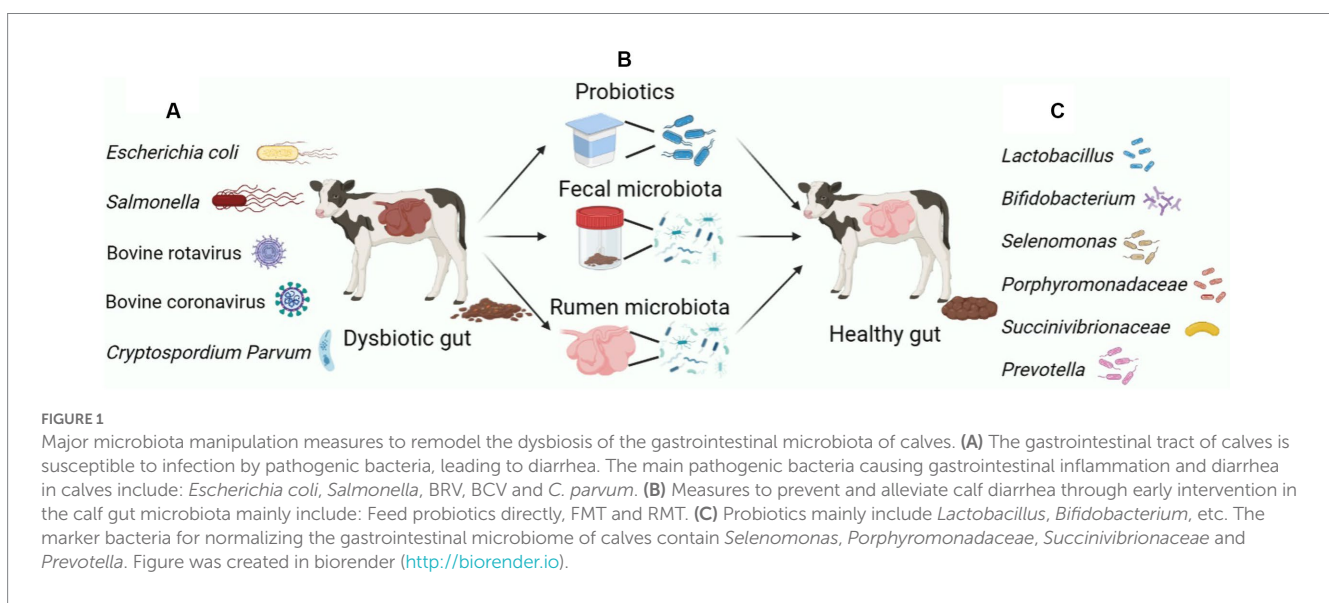 A
Escherichia coli
Salmonella
Bovine rotavirus
Bovine coronavirus
Cryptospordium Parvum
Dysbiotic gut
B
Probiotics
Fecal microbiota
Rumen microbiota
Healthy gut
C
Lactobacillus
Bifidobacterium
Selenomonas
Porphyromonadaceae
Succinivibrionaceae
Prevotella
FIGURE 1
Major microbiota manipulation measures to remodel the dysbiosis of the gastrointestinal microbiota of calves. (A) The gastrointestinal tract of calves is
susceptible to infection by pathogenic bacteria, leading to diarrhea. The main pathogenic bacteria causing gastrointestinal inflammation and diarrhea
in calves include: Escherichia coli, Salmonella, BRV, BCV and C. parvum. (B) Measures to prevent and alleviate calf diarrhea through early intervention in
the calf gut microbiota mainly include: Feed probiotics directly, FMT and RMT. (C) Probiotics mainly include Lactobacillus, Bifidobacterium, etc. The
marker bacteria for normalizing the gastrointestinal microbiome of calves contain Selenomonas, Porphyromonadaceae, Succinivibrionaceae and
Prevotella. Figure was created in biorender (http://biorender.io).